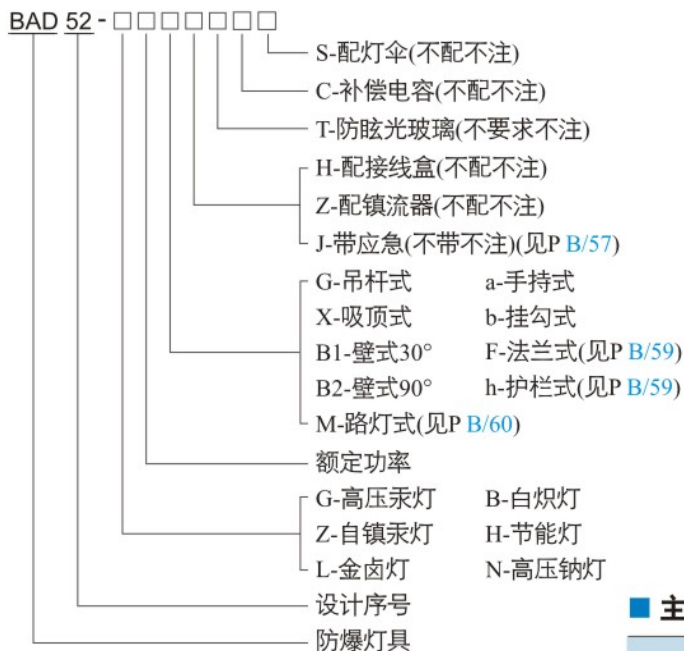 BAD 52 - □ □ □ □ □ □ □
S-配灯伞(不配不注)
C-补偿电容(不配不注)
T-防眩光玻璃(不要求不注)
H-配接线盒(不配不注)
Z-配镇流器(不配不注)
J-带应急(不带不注)(见P B/57)
G-吊杆式 a-手持式
X-吸顶式 b-挂勾式
B1-壁式30° F-法兰式(见P B/59)
B2-壁式90° h-护栏式(见P B/59)
M-路灯式(见P B/60)
额定功率
G-高压汞灯 B-白炽灯
Z-自镇汞灯 H-节能灯
L-金卤灯 N-高压钠灯
设计序号
■ 主
防爆灯具